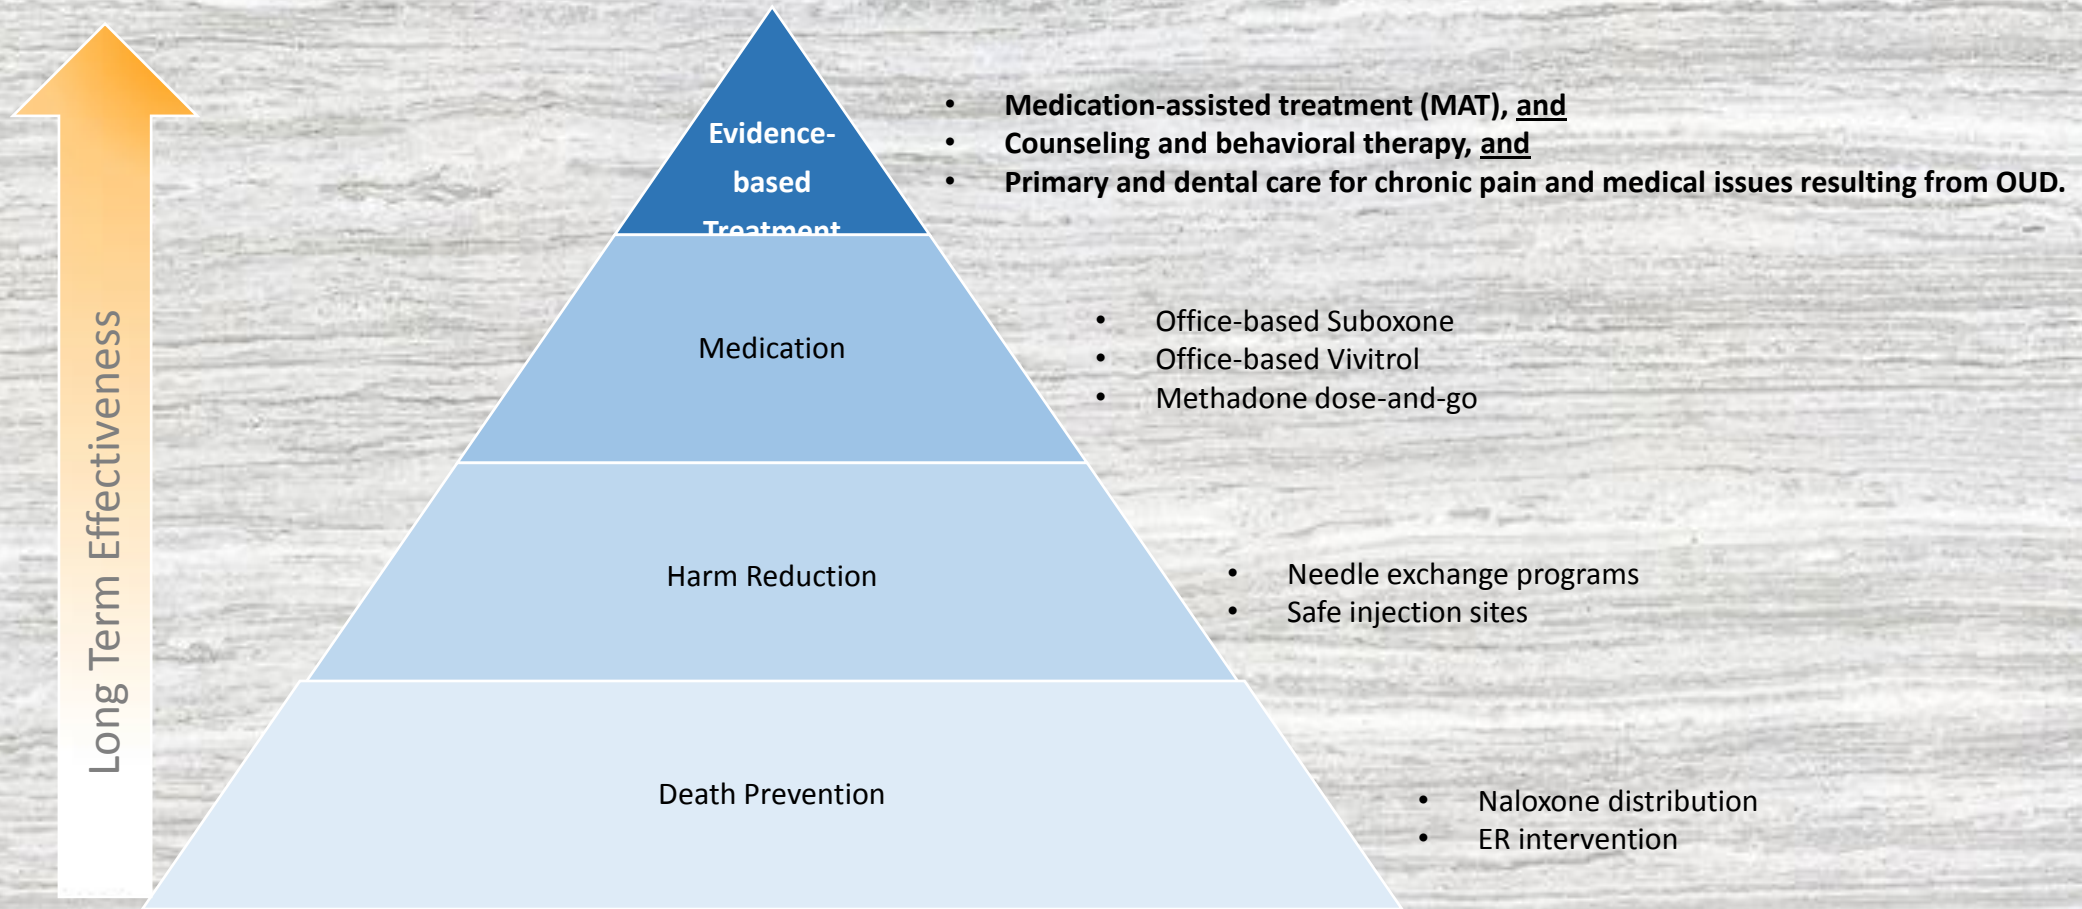 Long Term Effectiveness
Evidence-
based
Treatment
• Medication-assisted treatment (MAT), and
• Counseling and behavioral therapy, and
• Primary and dental care for chronic pain and medical issues resulting from OUD.
Medication
• Office-based Suboxone
• Office-based Vivitrol
• Methadone dose-and-go
Harm Reduction
• Needle exchange programs
• Safe injection sites
Death Prevention
• Naloxone distribution
• ER intervention